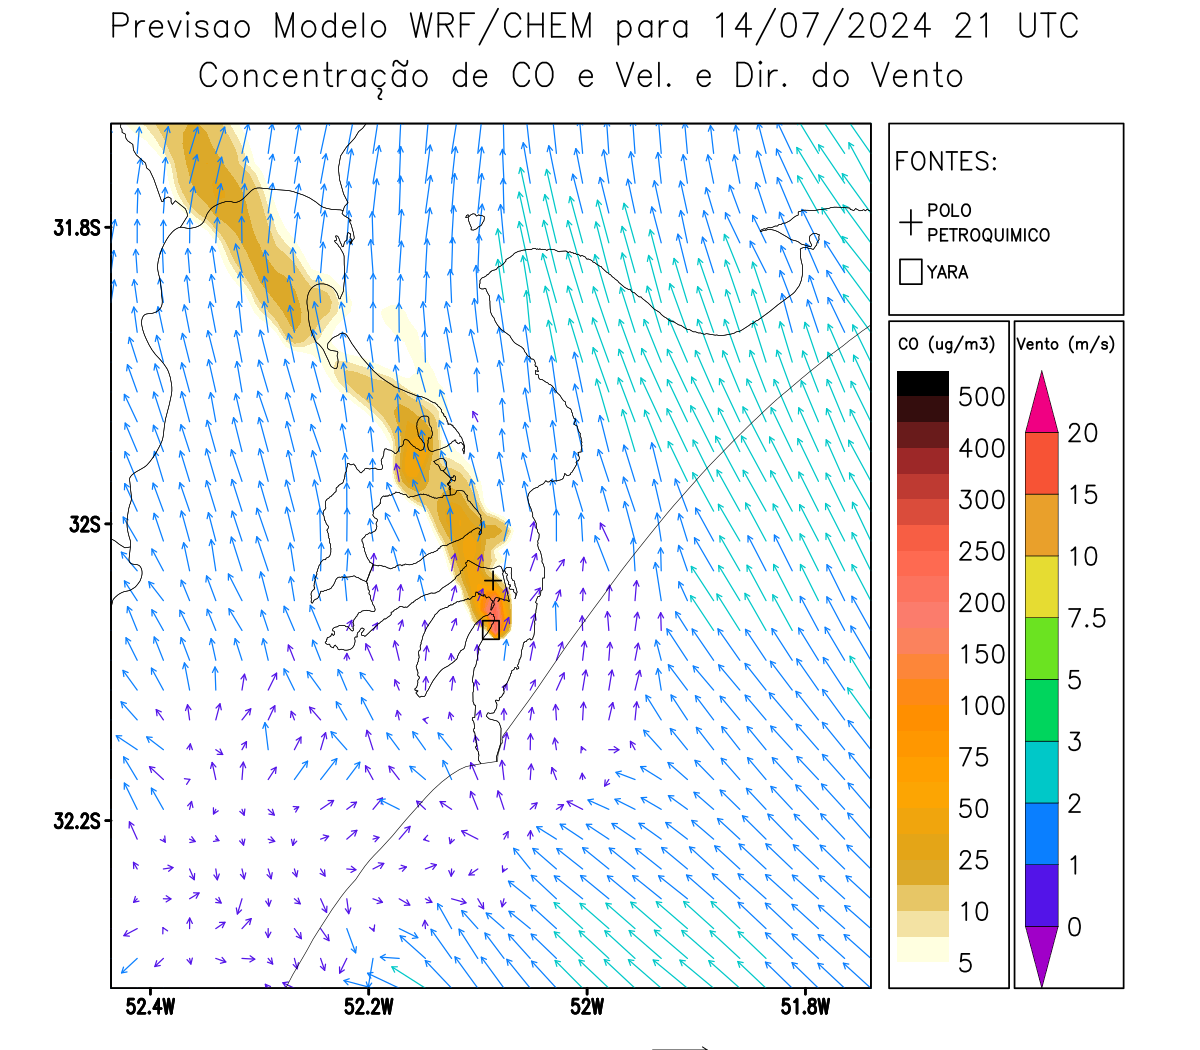 Previsao Modelo WRF/CHEM para 14/07/2024 21 UTC
Concentração de CO e Vel. e Dir. do Vento
FONTES:
POLO
PETROQUIMICO
YARA
CO (ug/m3)
500
400
300
250
200
150
100
75
50
25
10
5
Vento (m/s)
20
15
10
7.5
5
3
2
1
0
31.8S
32S
32.2S
52.4W
52.2W
52W
51.8W